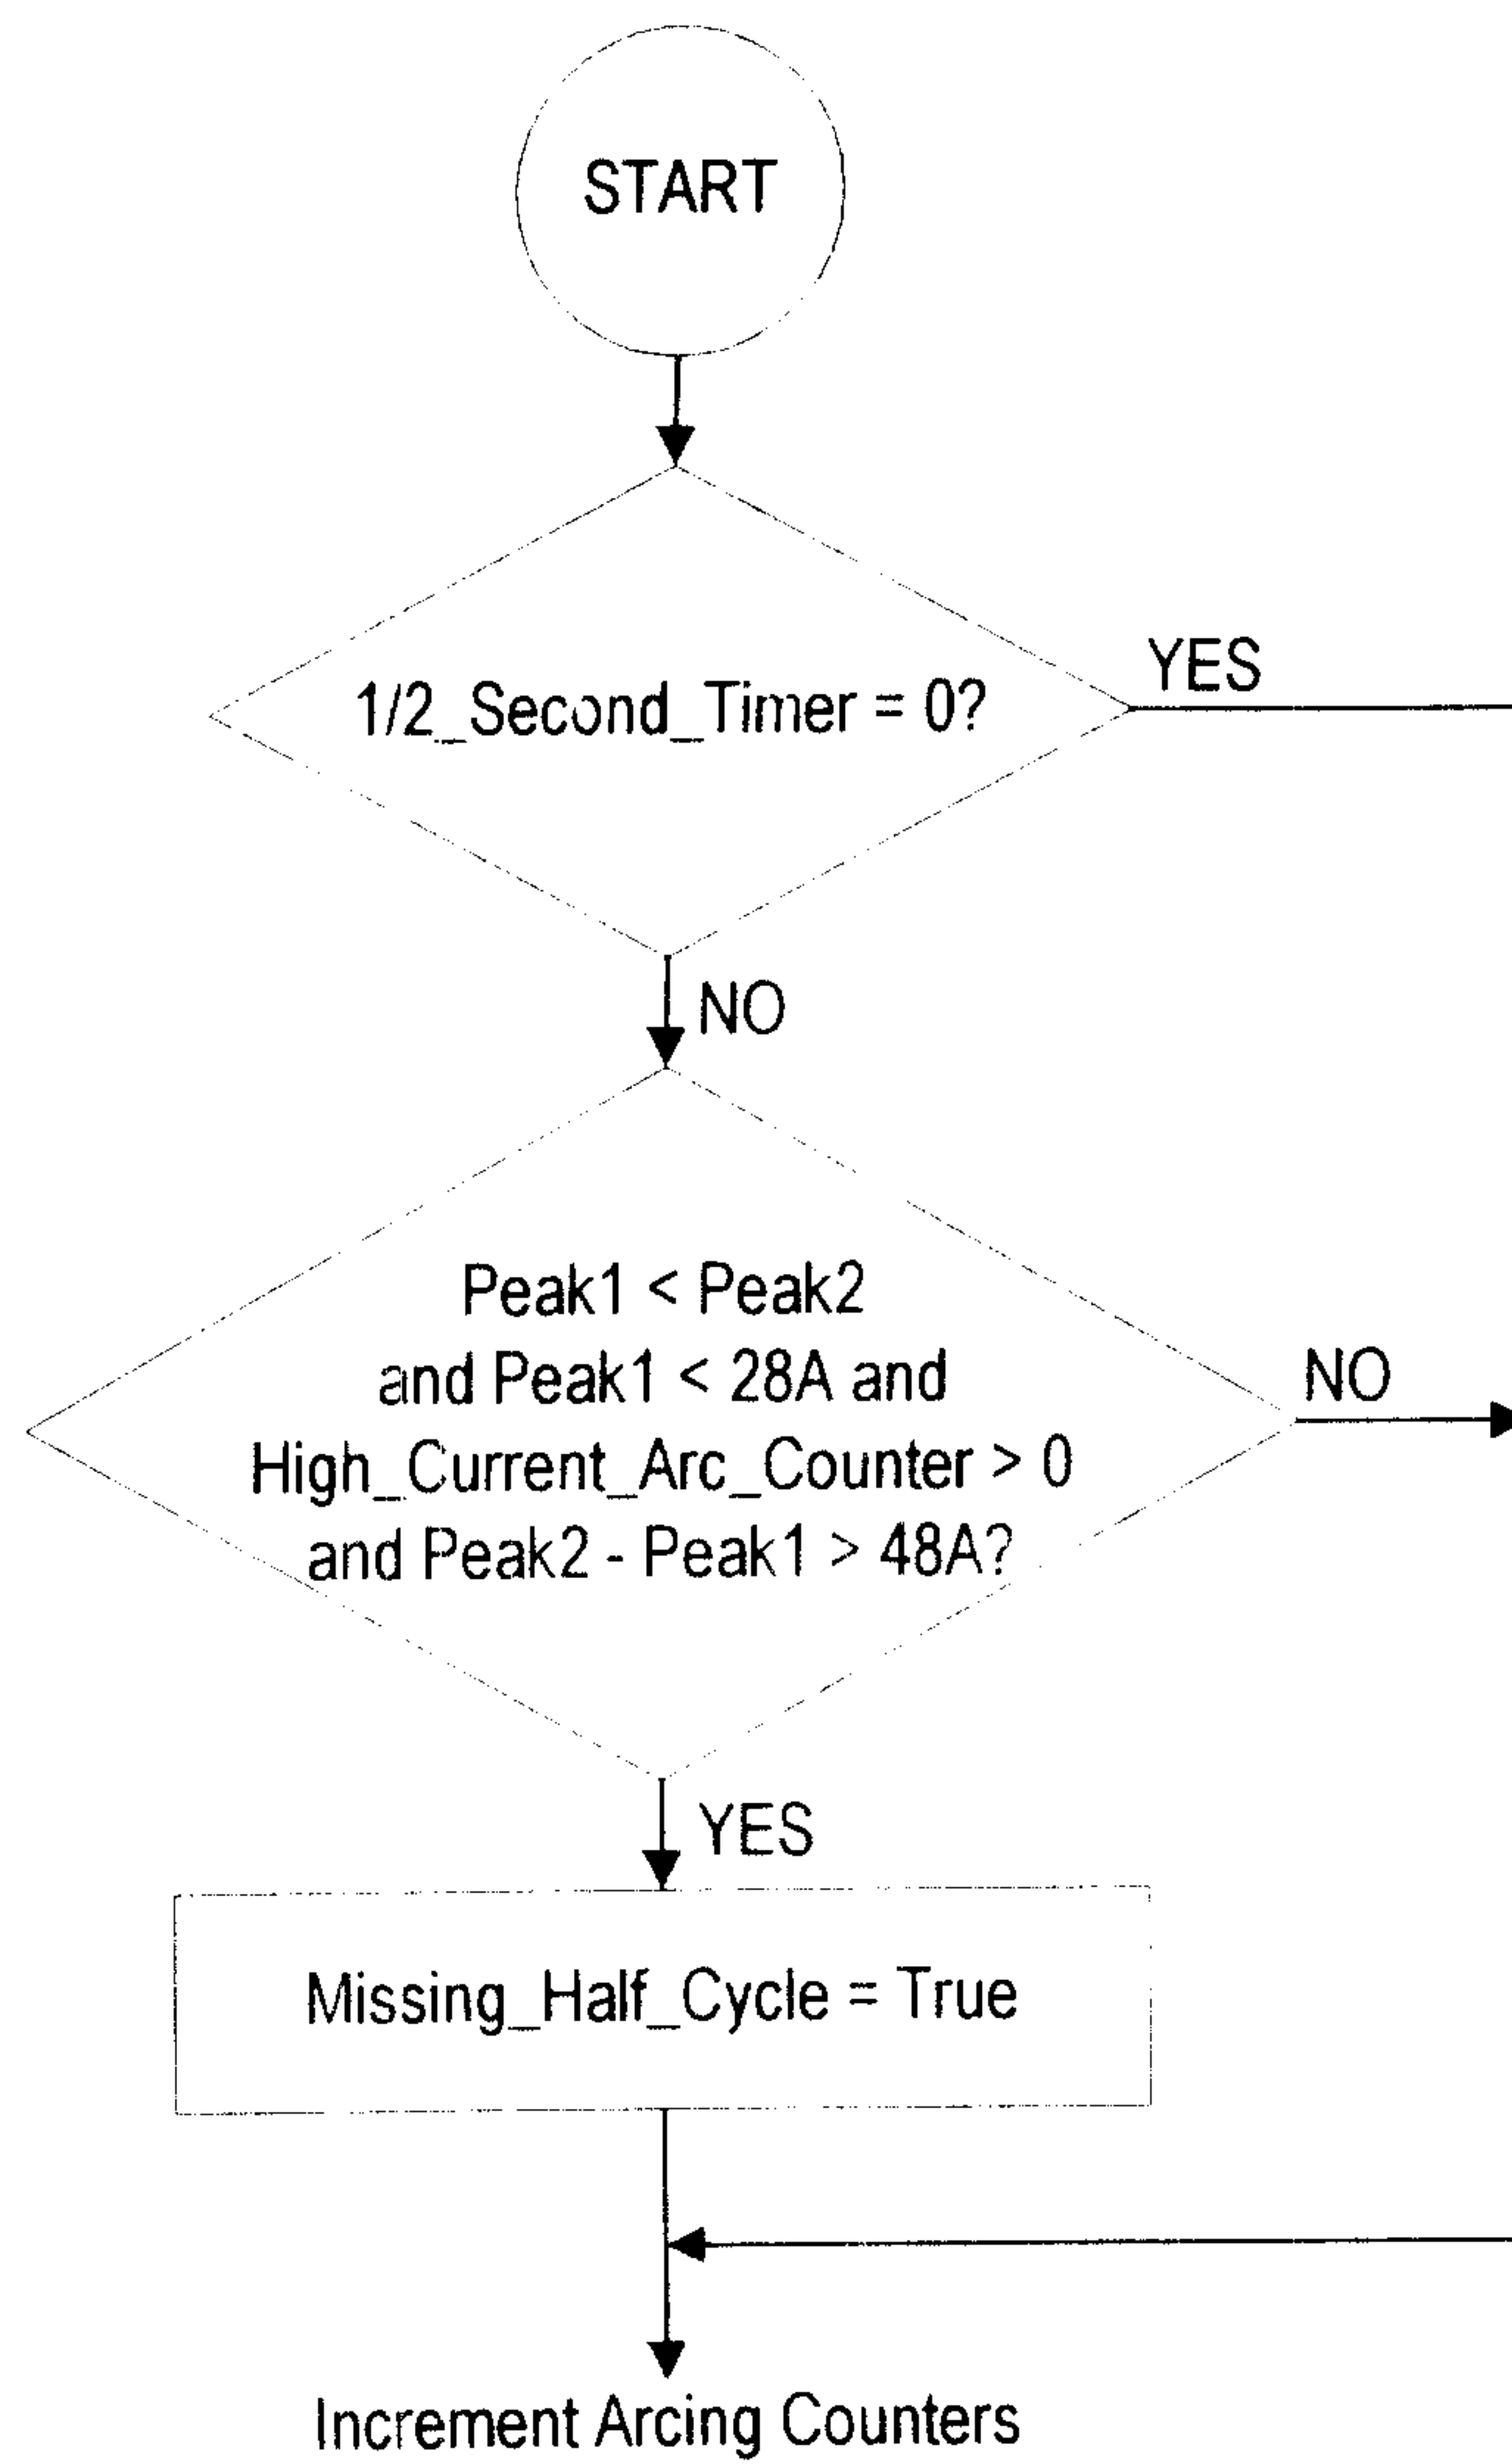 START
1/2_Second_Timer = 0?
YES
NO
Peak1 < Peak2
and Peak1 < 28A and
High_Current_Arc_Counter > 0
and Peak2 - Peak1 > 48A?
NO
YES
Missing_Half_Cycle = True
Increment Arcing Counters